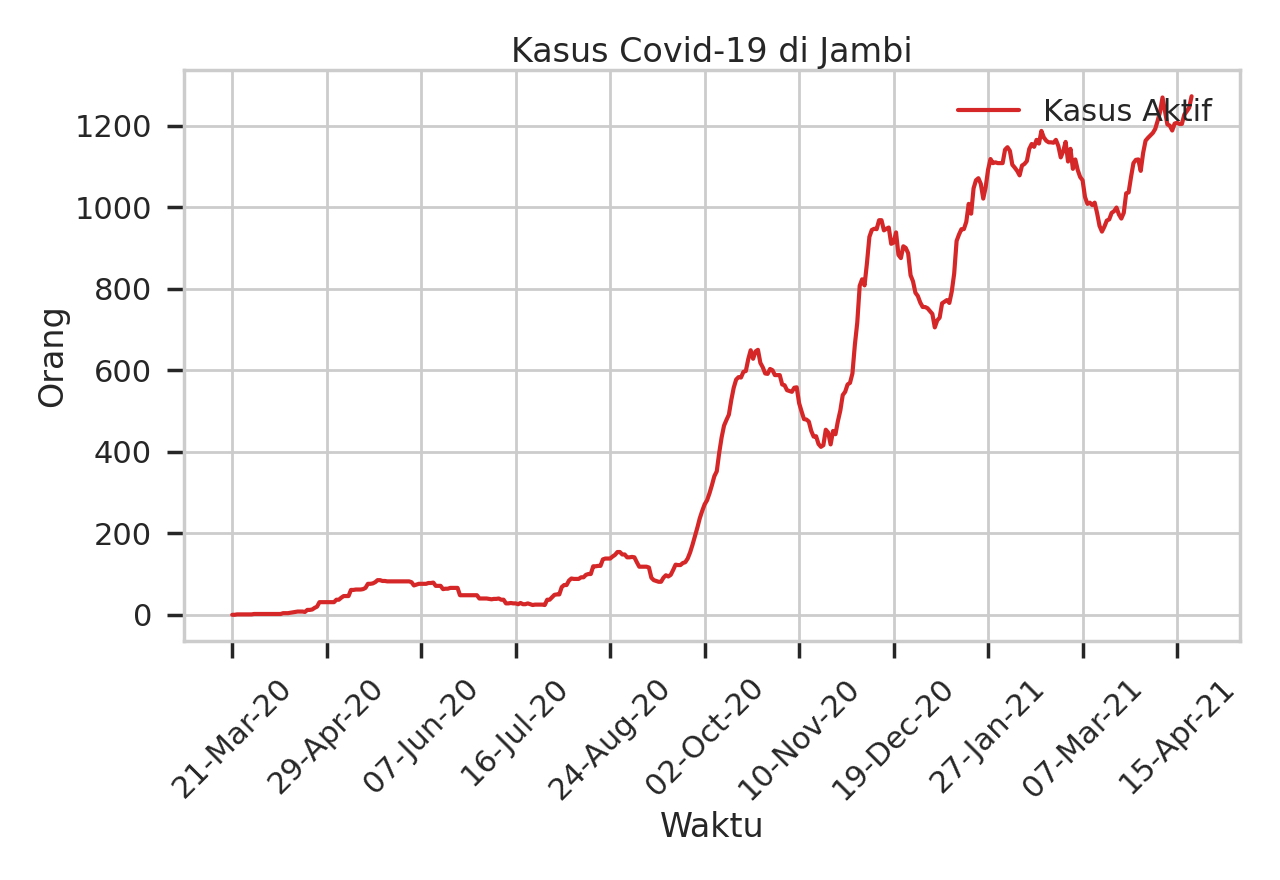 Kasus Covid-19 di Jambi
Kasus Aktif
1200
1000
800
600
400
200
0
Orang
21-Mar-20
29-Apr-20
07-Jun-20
16-Jul-20
24-Aug-20
02-Oct-20
10-Nov-20
19-Dec-20
27-Jan-21
07-Mar-21
15-Apr-21
Waktu